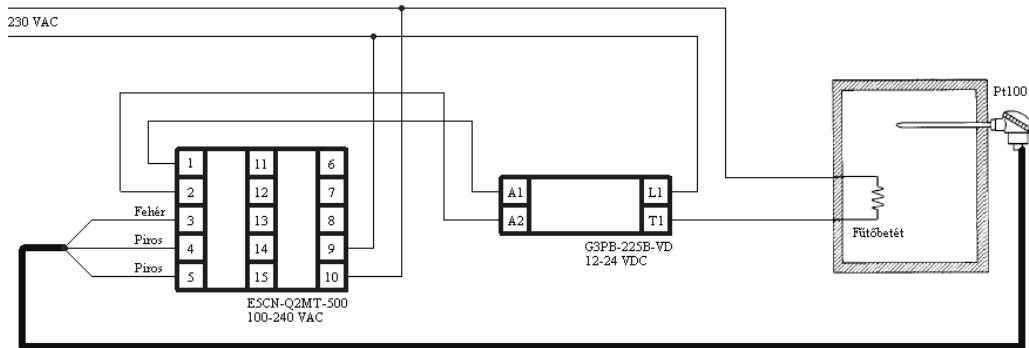 230 VAC
Pt100
1 11 6
2 12 7
3 13 8
4 14 9
5 15 10
Fehér
Piros
Piros
E5CN-Q2MT-500
100-240 VAC
A1 L1
A2 T1
G3PB-225B-VD
12-24 VDC
Fűtőbetét